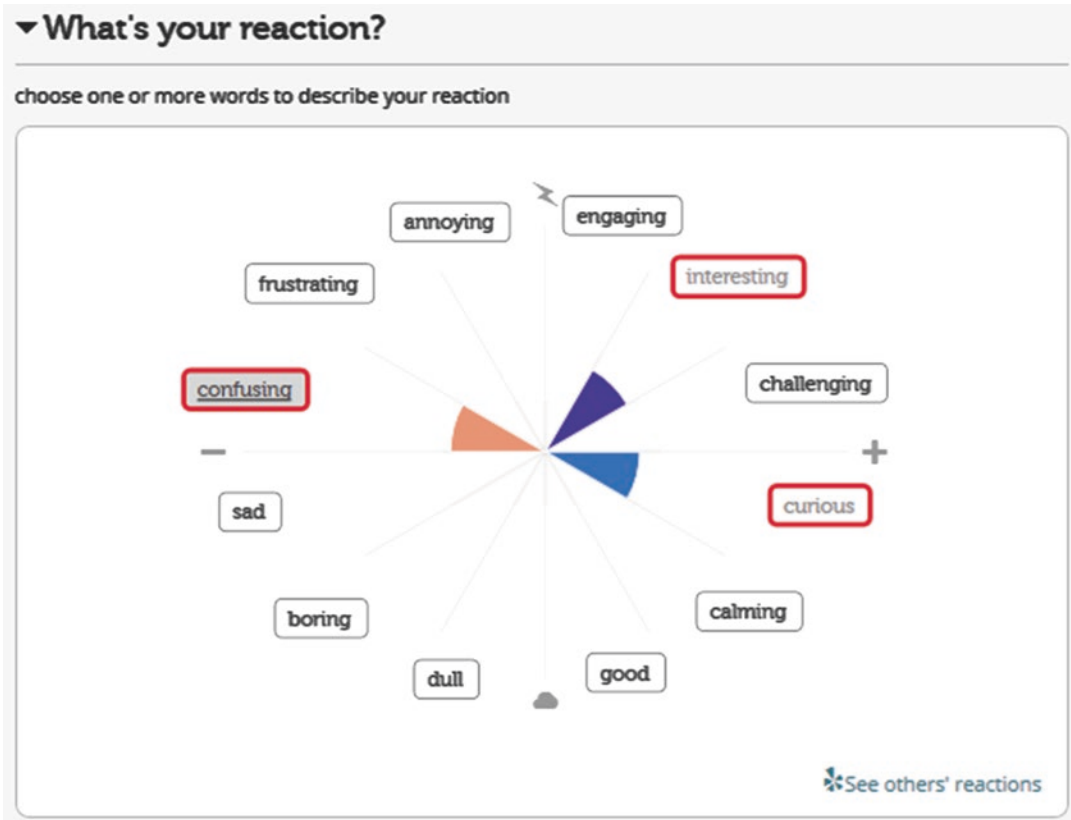 What's your reaction?
choose one or more words to describe your reaction
annoying
engaging
frustrating
interesting
confusing
challenging
sad
curious
boring
calming
dull
good
See others' reactions